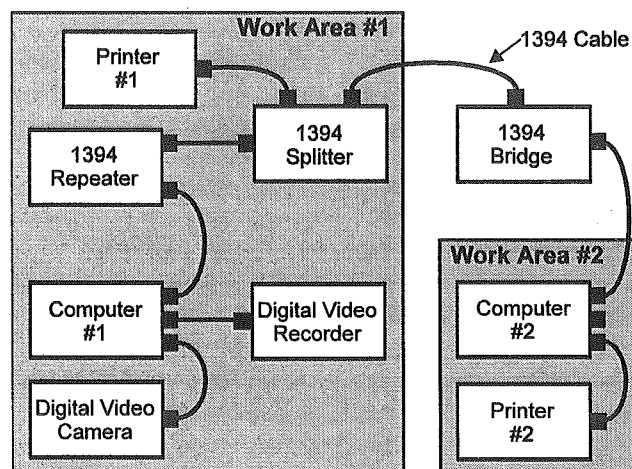 Work Area #1
1394 Cable
Printer
#1
1394
Splitter
1394
Bridge
1394
Repeater
Work Area #2
Computer
#1
Digital Video
Recorder
Computer
#2
Digital Video
Camera
Printer
#2